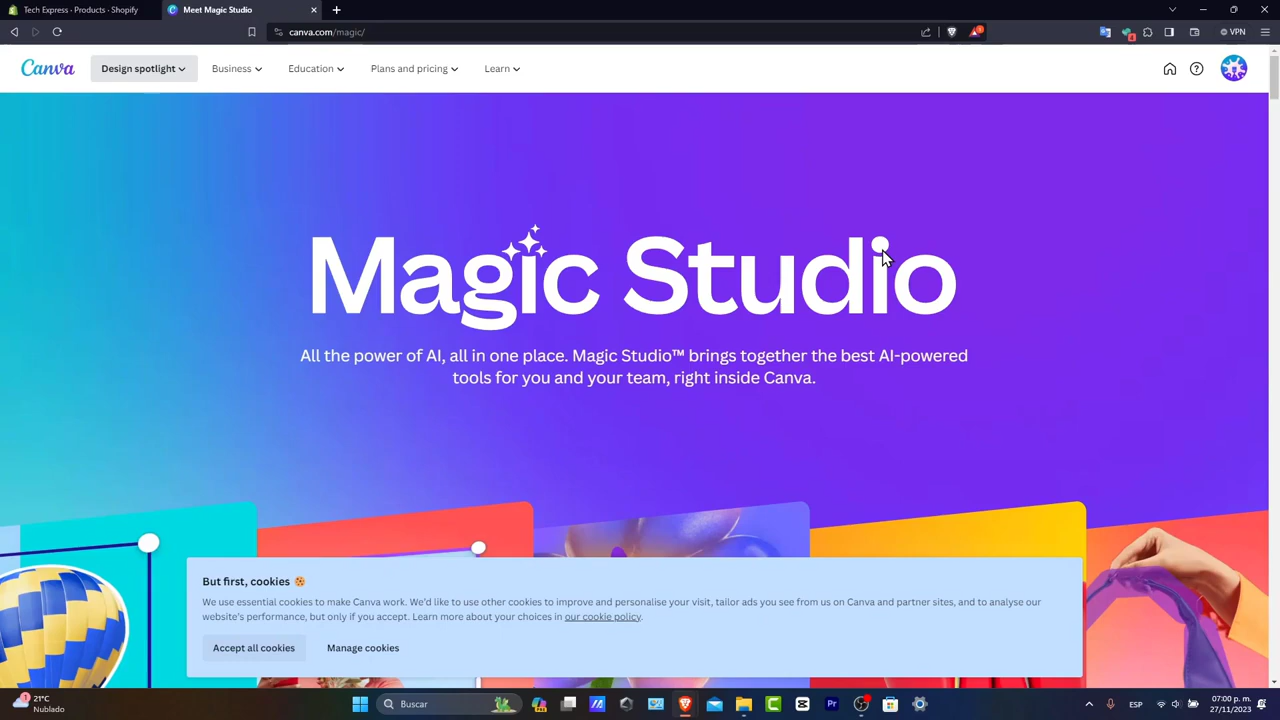 Tech Express · Products · Shopify
Meet Magic Studio
canva.com/magic/
VPN
Canva
Design spotlight
Business
Education
Plans and pricing
Learn
Magic Studio
All the power of AI, all in one place. Magic Studio™ brings together the best AI-powered
tools for you and your team, right inside Canva.
But first, cookies 🍪
We use essential cookies to make Canva work. We'd like to use other cookies to improve and personalise your visit, tailor ads you see from us on Canva and partner sites, and to analyse our
website's performance, but only if you accept. Learn more about your choices in our cookie policy.
Accept all cookies
Manage cookies
1
21°C
Nublado
Buscar
Pr
ESP
07:00 p. m.
27/11/2023